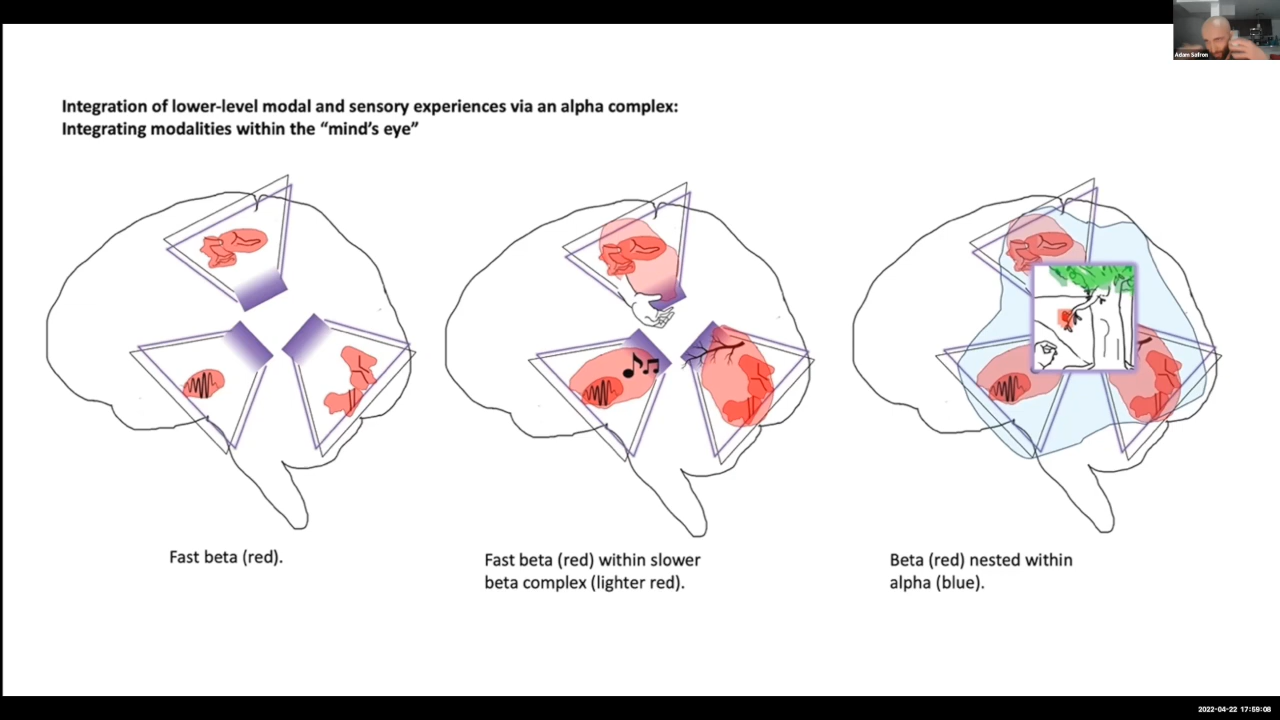 Adam Safron
Integration of lower-level modal and sensory experiences via an alpha complex:
Integrating modalities within the “mind’s eye”
Fast beta (red).
Fast beta (red) within slower
beta complex (lighter red).
Beta (red) nested within
alpha (blue).
2022-04-22 17:59:08